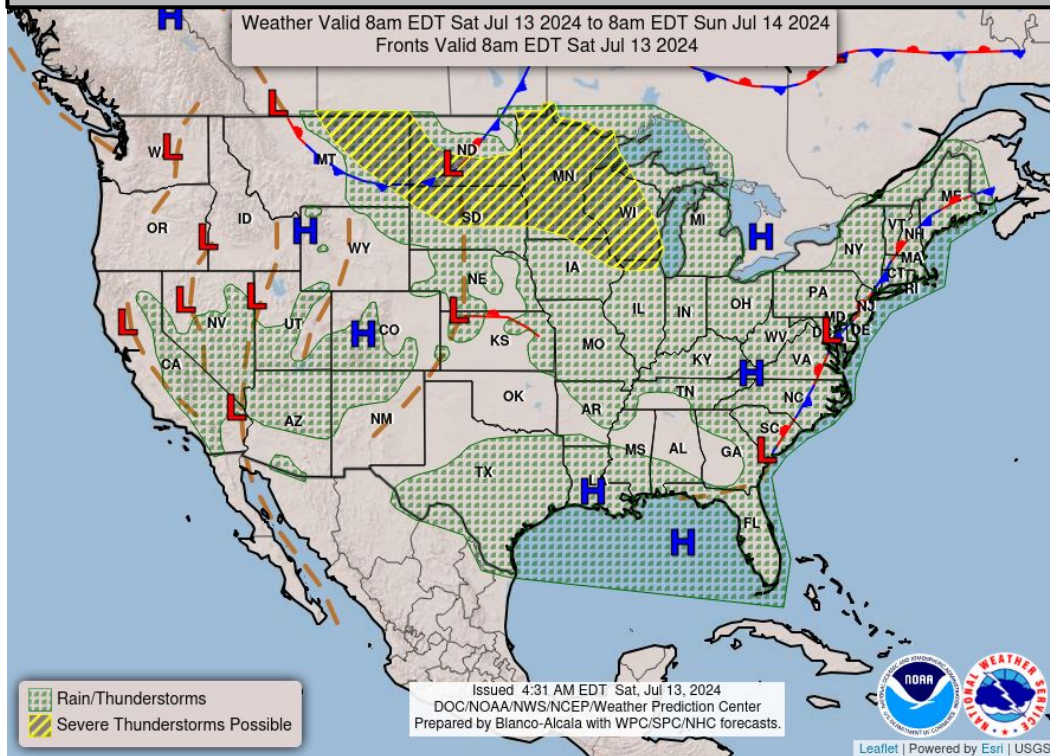 Weather Valid 8am EDT Sat Jul 13 2024 to 8am EDT Sun Jul 14 2024
Fronts Valid 8am EDT Sat Jul 13 2024
H
L
L
L
MT
ND
L
MN
WI
MI
H
ME
VT
NH
NY
MA
CT
RI
OR
ID
L
H
WY
SD
NE
IA
PA
NJ
OH
IL
IN
MD
DE
L
L
L
L
NV
UT
H
CO
L
KS
MO
KY
WV
VA
CA
H
L
AZ
NM
OK
AR
TN
NC
SC
L
MS
AL
GA
TX
H
FL
H
Rain/Thunderstorms
Severe Thunderstorms Possible
Issued 4:31 AM EDT Sat, Jul 13, 2024
DOC/NOAA/NWS/NCEP/Weather Prediction Center
Prepared by Blanco-Alcala with WPC/SPC/NHC forecasts.
NOAA
NATIONAL WEATHER SERVICE
Leaflet | Powered by Esri | USGS